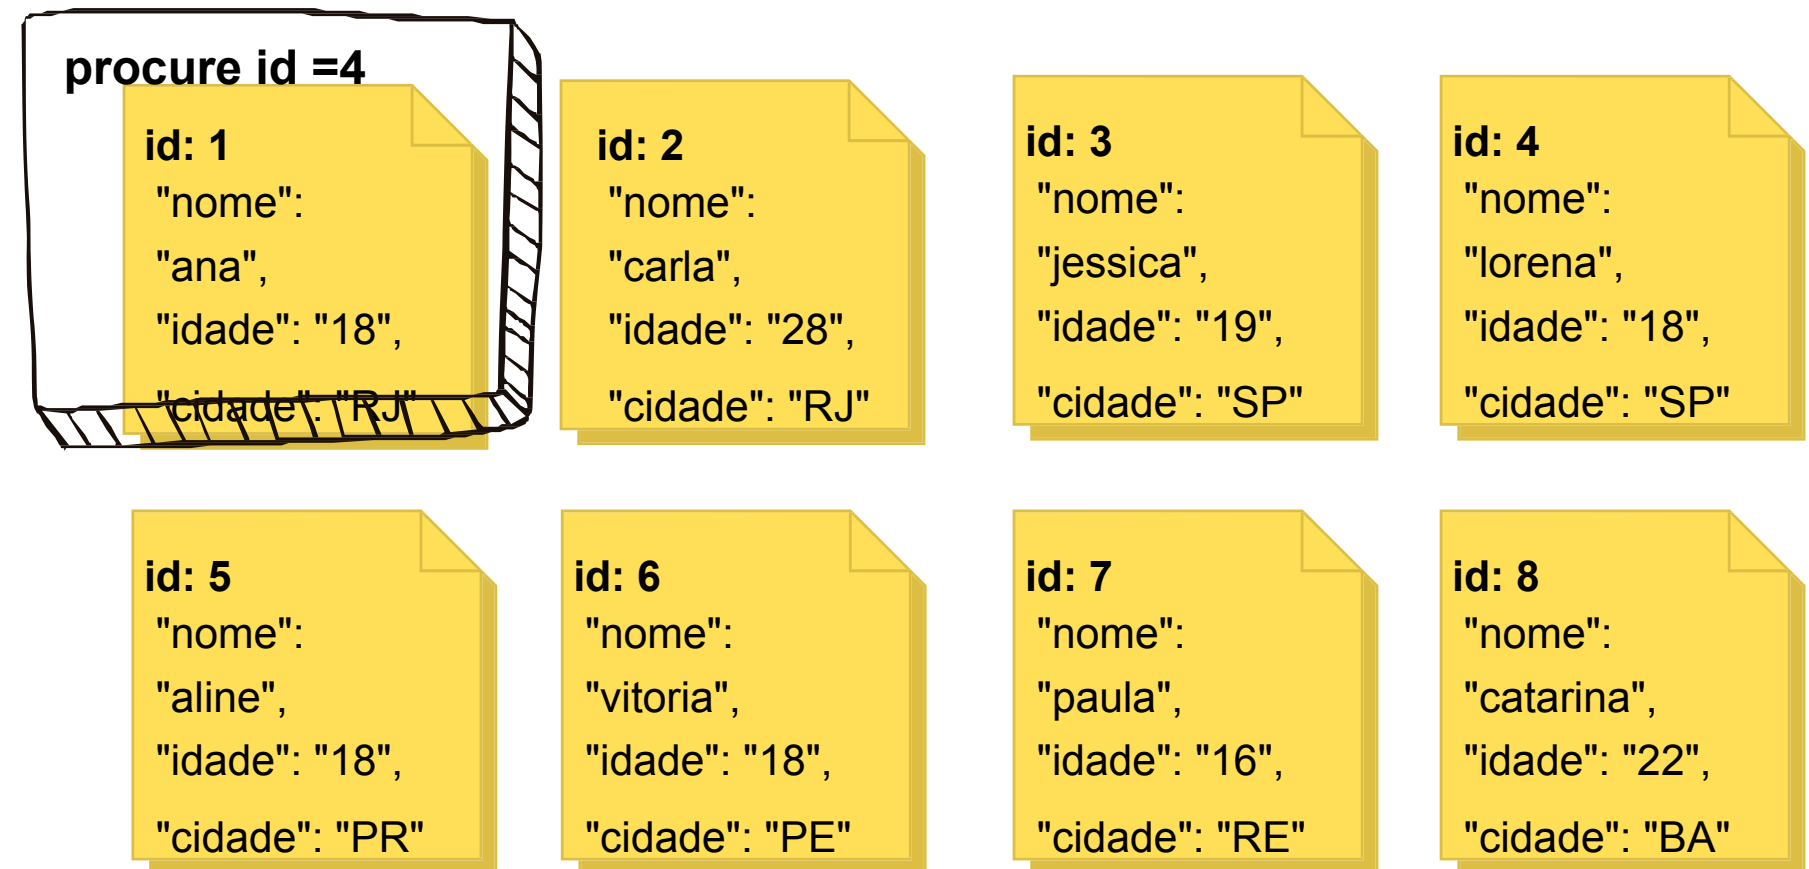 procure id =4
id: 1
"nome":
"ana",
"idade": "18",
"cidade": "RJ"
id: 2
"nome":
"carla",
"idade": "28",
"cidade": "RJ"
id: 3
"nome":
"jessica",
"idade": "19",
"cidade": "SP"
id: 4
"nome":
"lorena",
"idade": "18",
"cidade": "SP"
id: 5
"nome":
"aline",
"idade": "18",
"cidade": "PR"
id: 6
"nome":
"vitoria",
"idade": "18",
"cidade": "PE"
id: 7
"nome":
"paula",
"idade": "16",
"cidade": "RE"
id: 8
"nome":
"catarina",
"idade": "22",
"cidade": "BA"